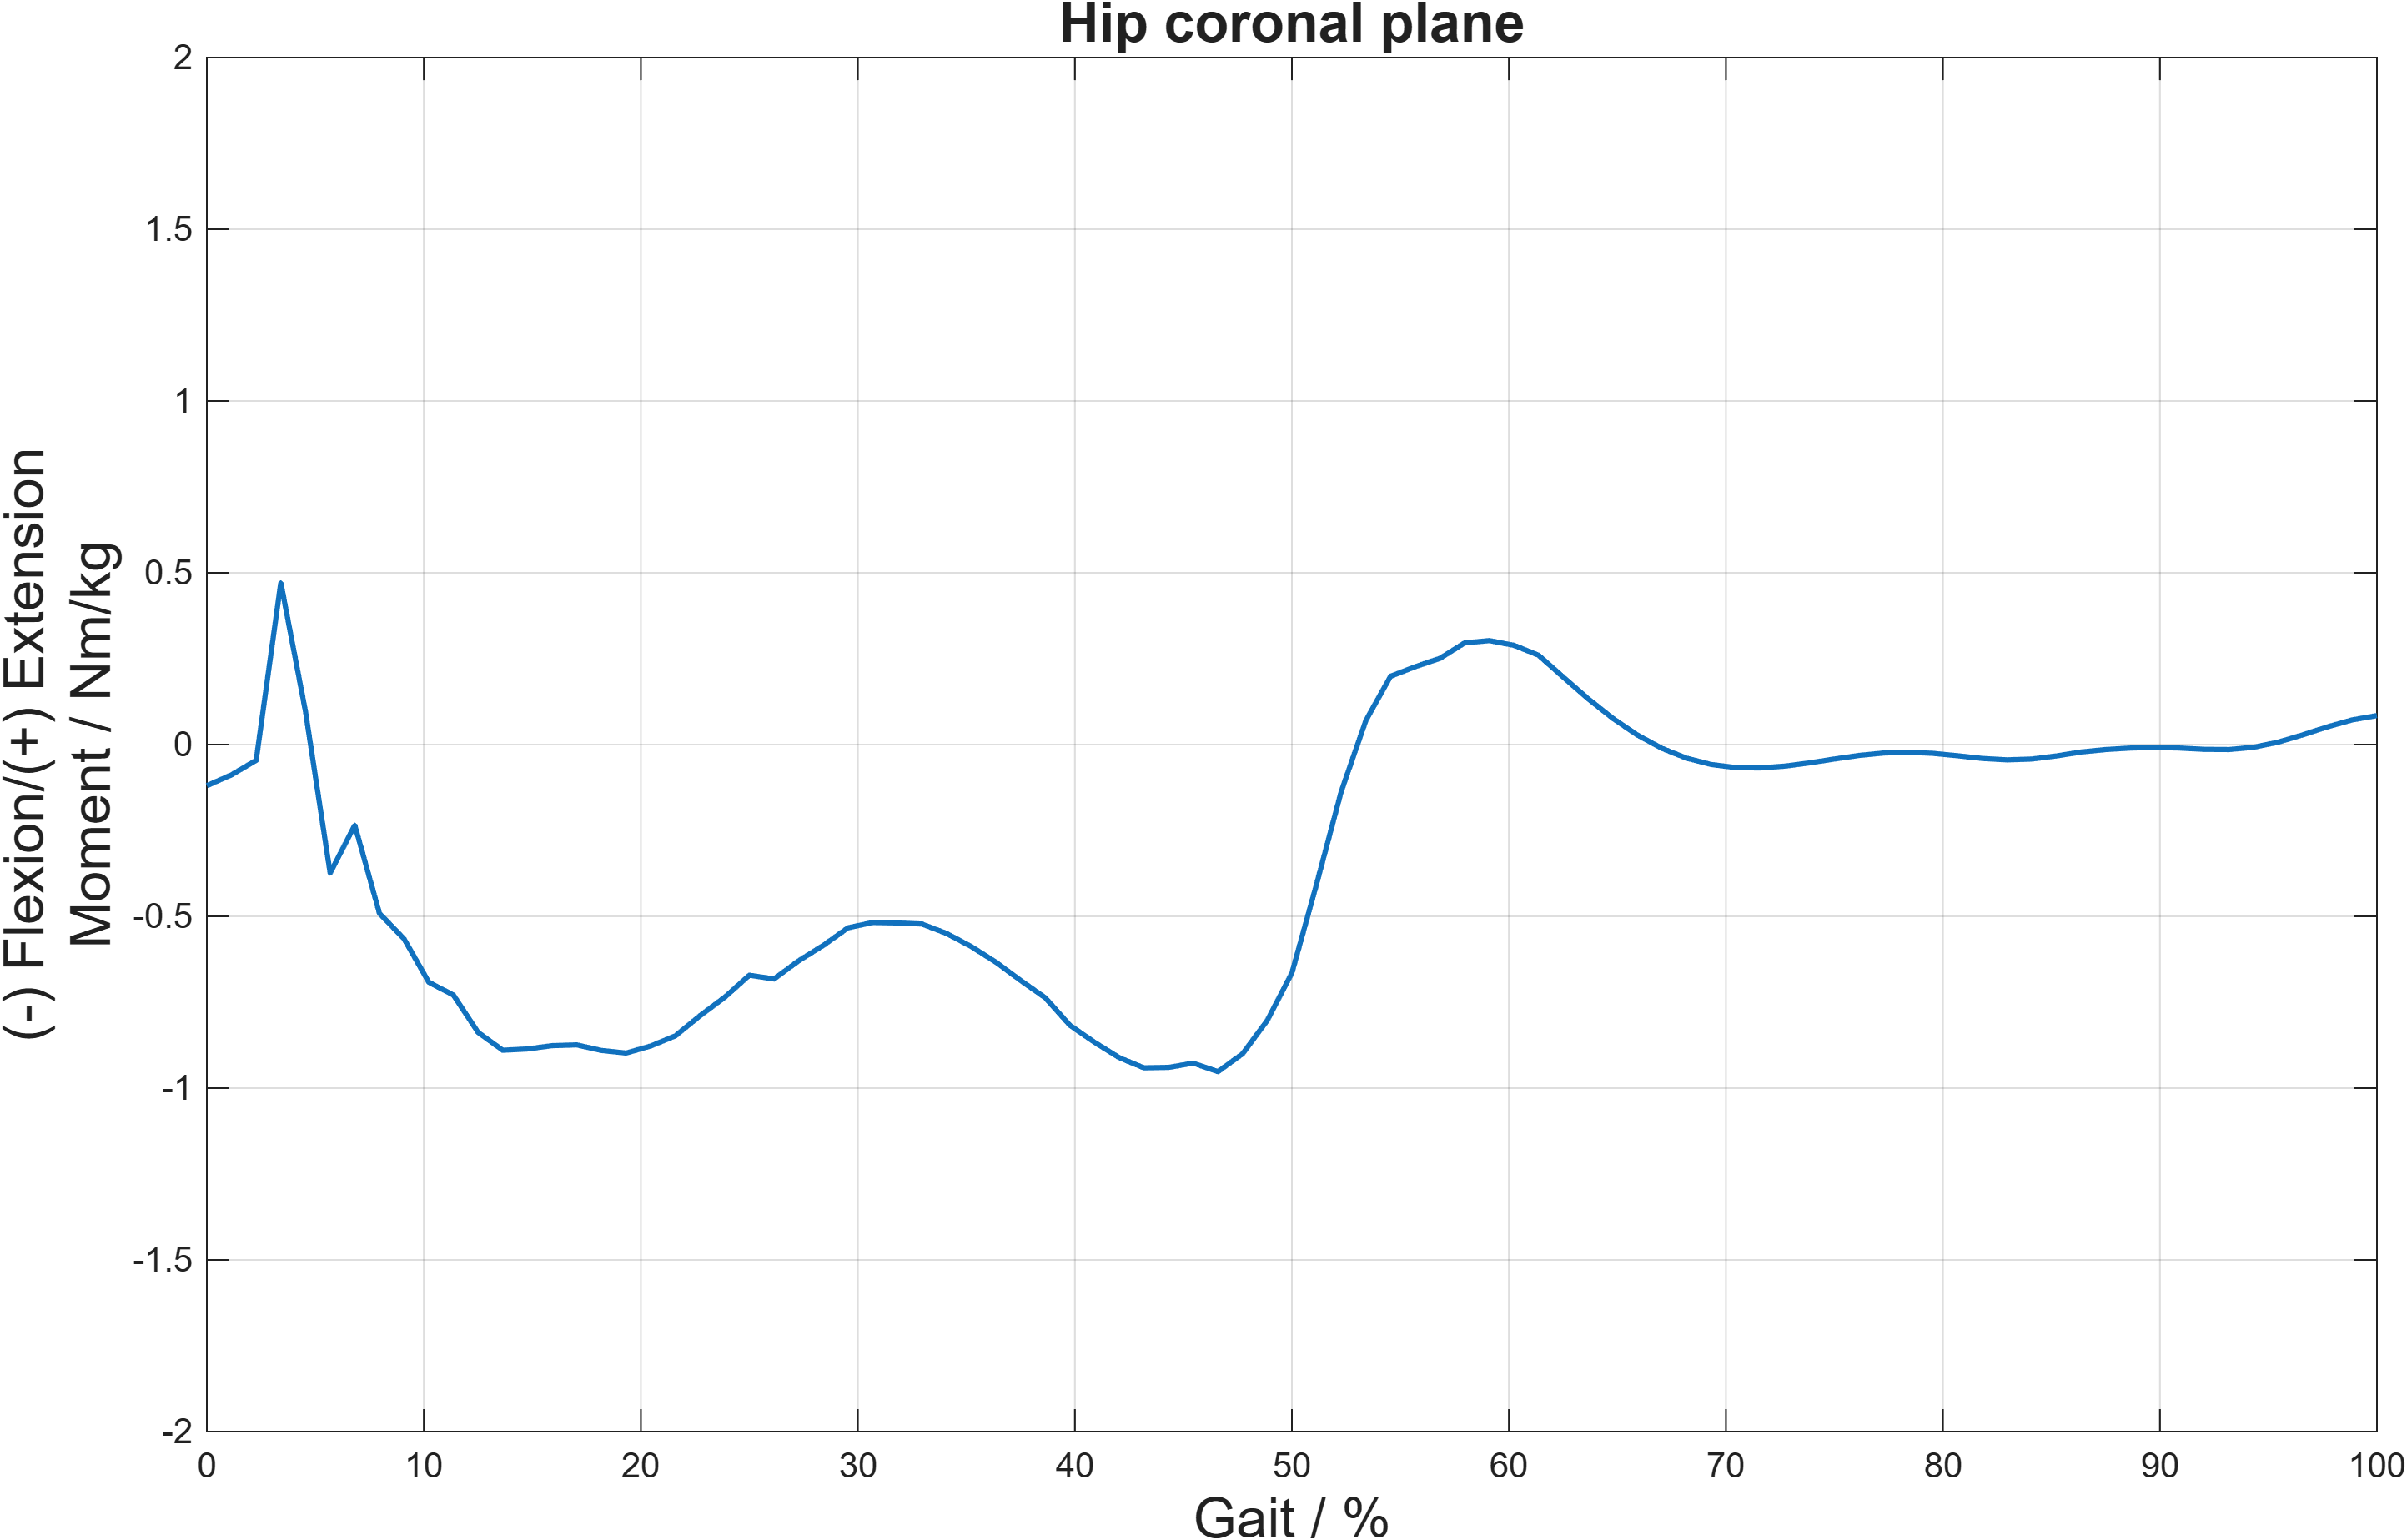 Hip coronal plane
(-) Flexion/(+) Extension
Moment / Nm/kg
2
1.5
1
0.5
0
-0.5
-1
-1.5
-2
0 10 20 30 40 50 60 70 80 90 100
Gait / %